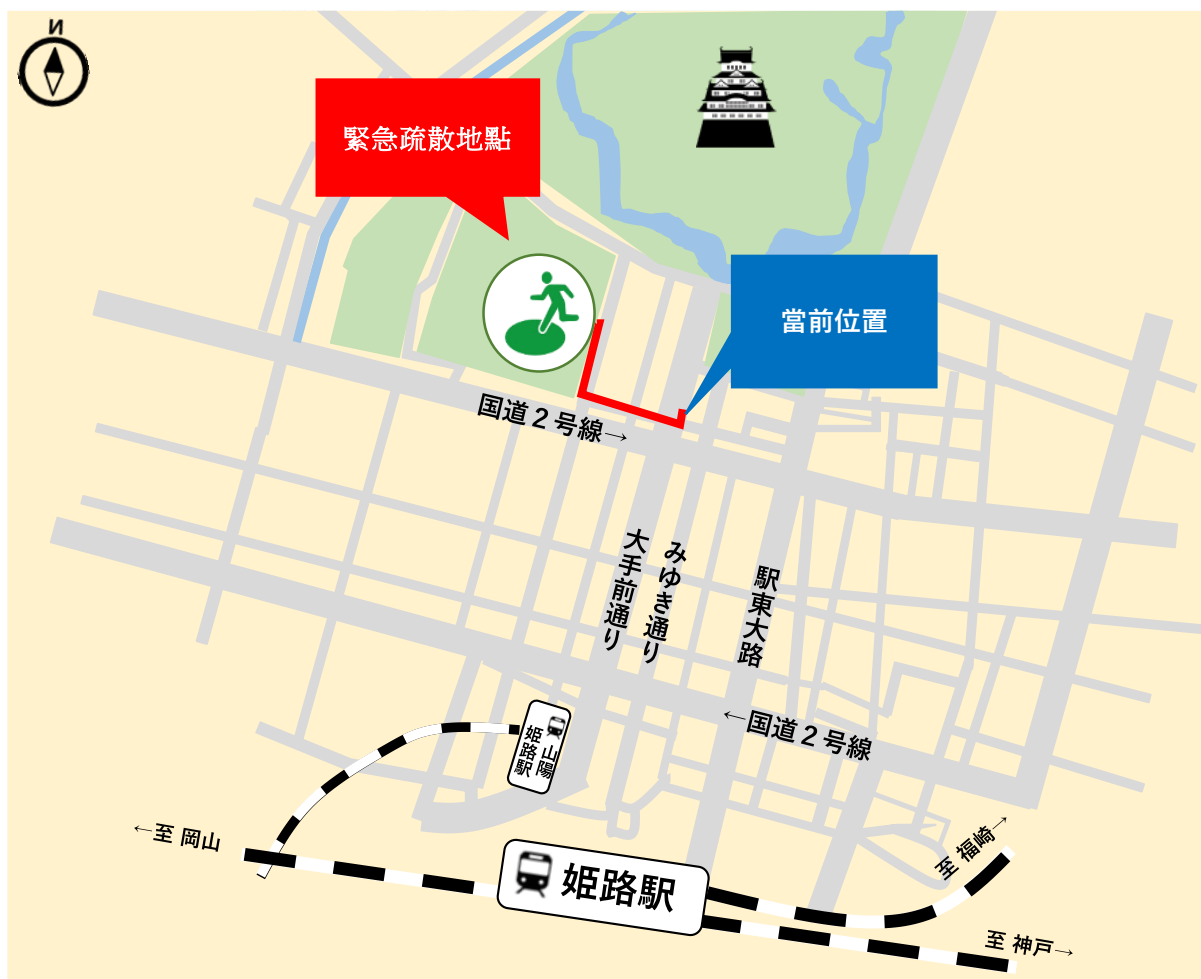 N
緊急疏散地點
當前位置
国道２号線→
大手前通り
みゆき通り
駅東大路
←国道２号線
山陽
姫路駅
←至 岡山
姫路駅
至 福崎→
至 神戸→